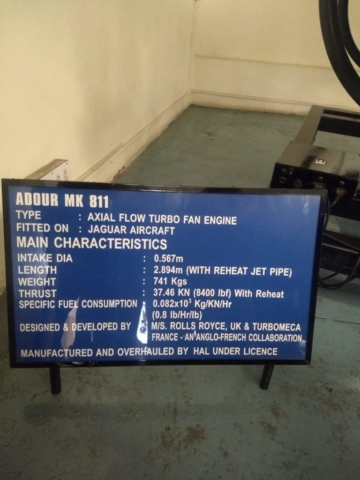 ADOUR MK 811
TYPE : AXIAL FLOW TURBO FAN ENGINE
FITTED ON : JAGUAR AIRCRAFT
MAIN CHARACTERISTICS
INTAKE DIA : 0.567m
LENGTH : 2.894m (WITH REHEAT JET PIPE)
WEIGHT : 741 Kgs
THRUST : 37.46 KN (8400 lbf) With Reheat
SPECIFIC FUEL CONSUMPTION : 0.082x10³ Kg/KN/Hr
(0.8 lb/Hr/lb)
DESIGNED & DEVELOPED BY : M/S. ROLLS ROYCE, UK & TURBOMECA
FRANCE - AN ANGLO-FRENCH COLLABORATION
MANUFACTURED AND OVERHAULED BY HAL UNDER LICENCE